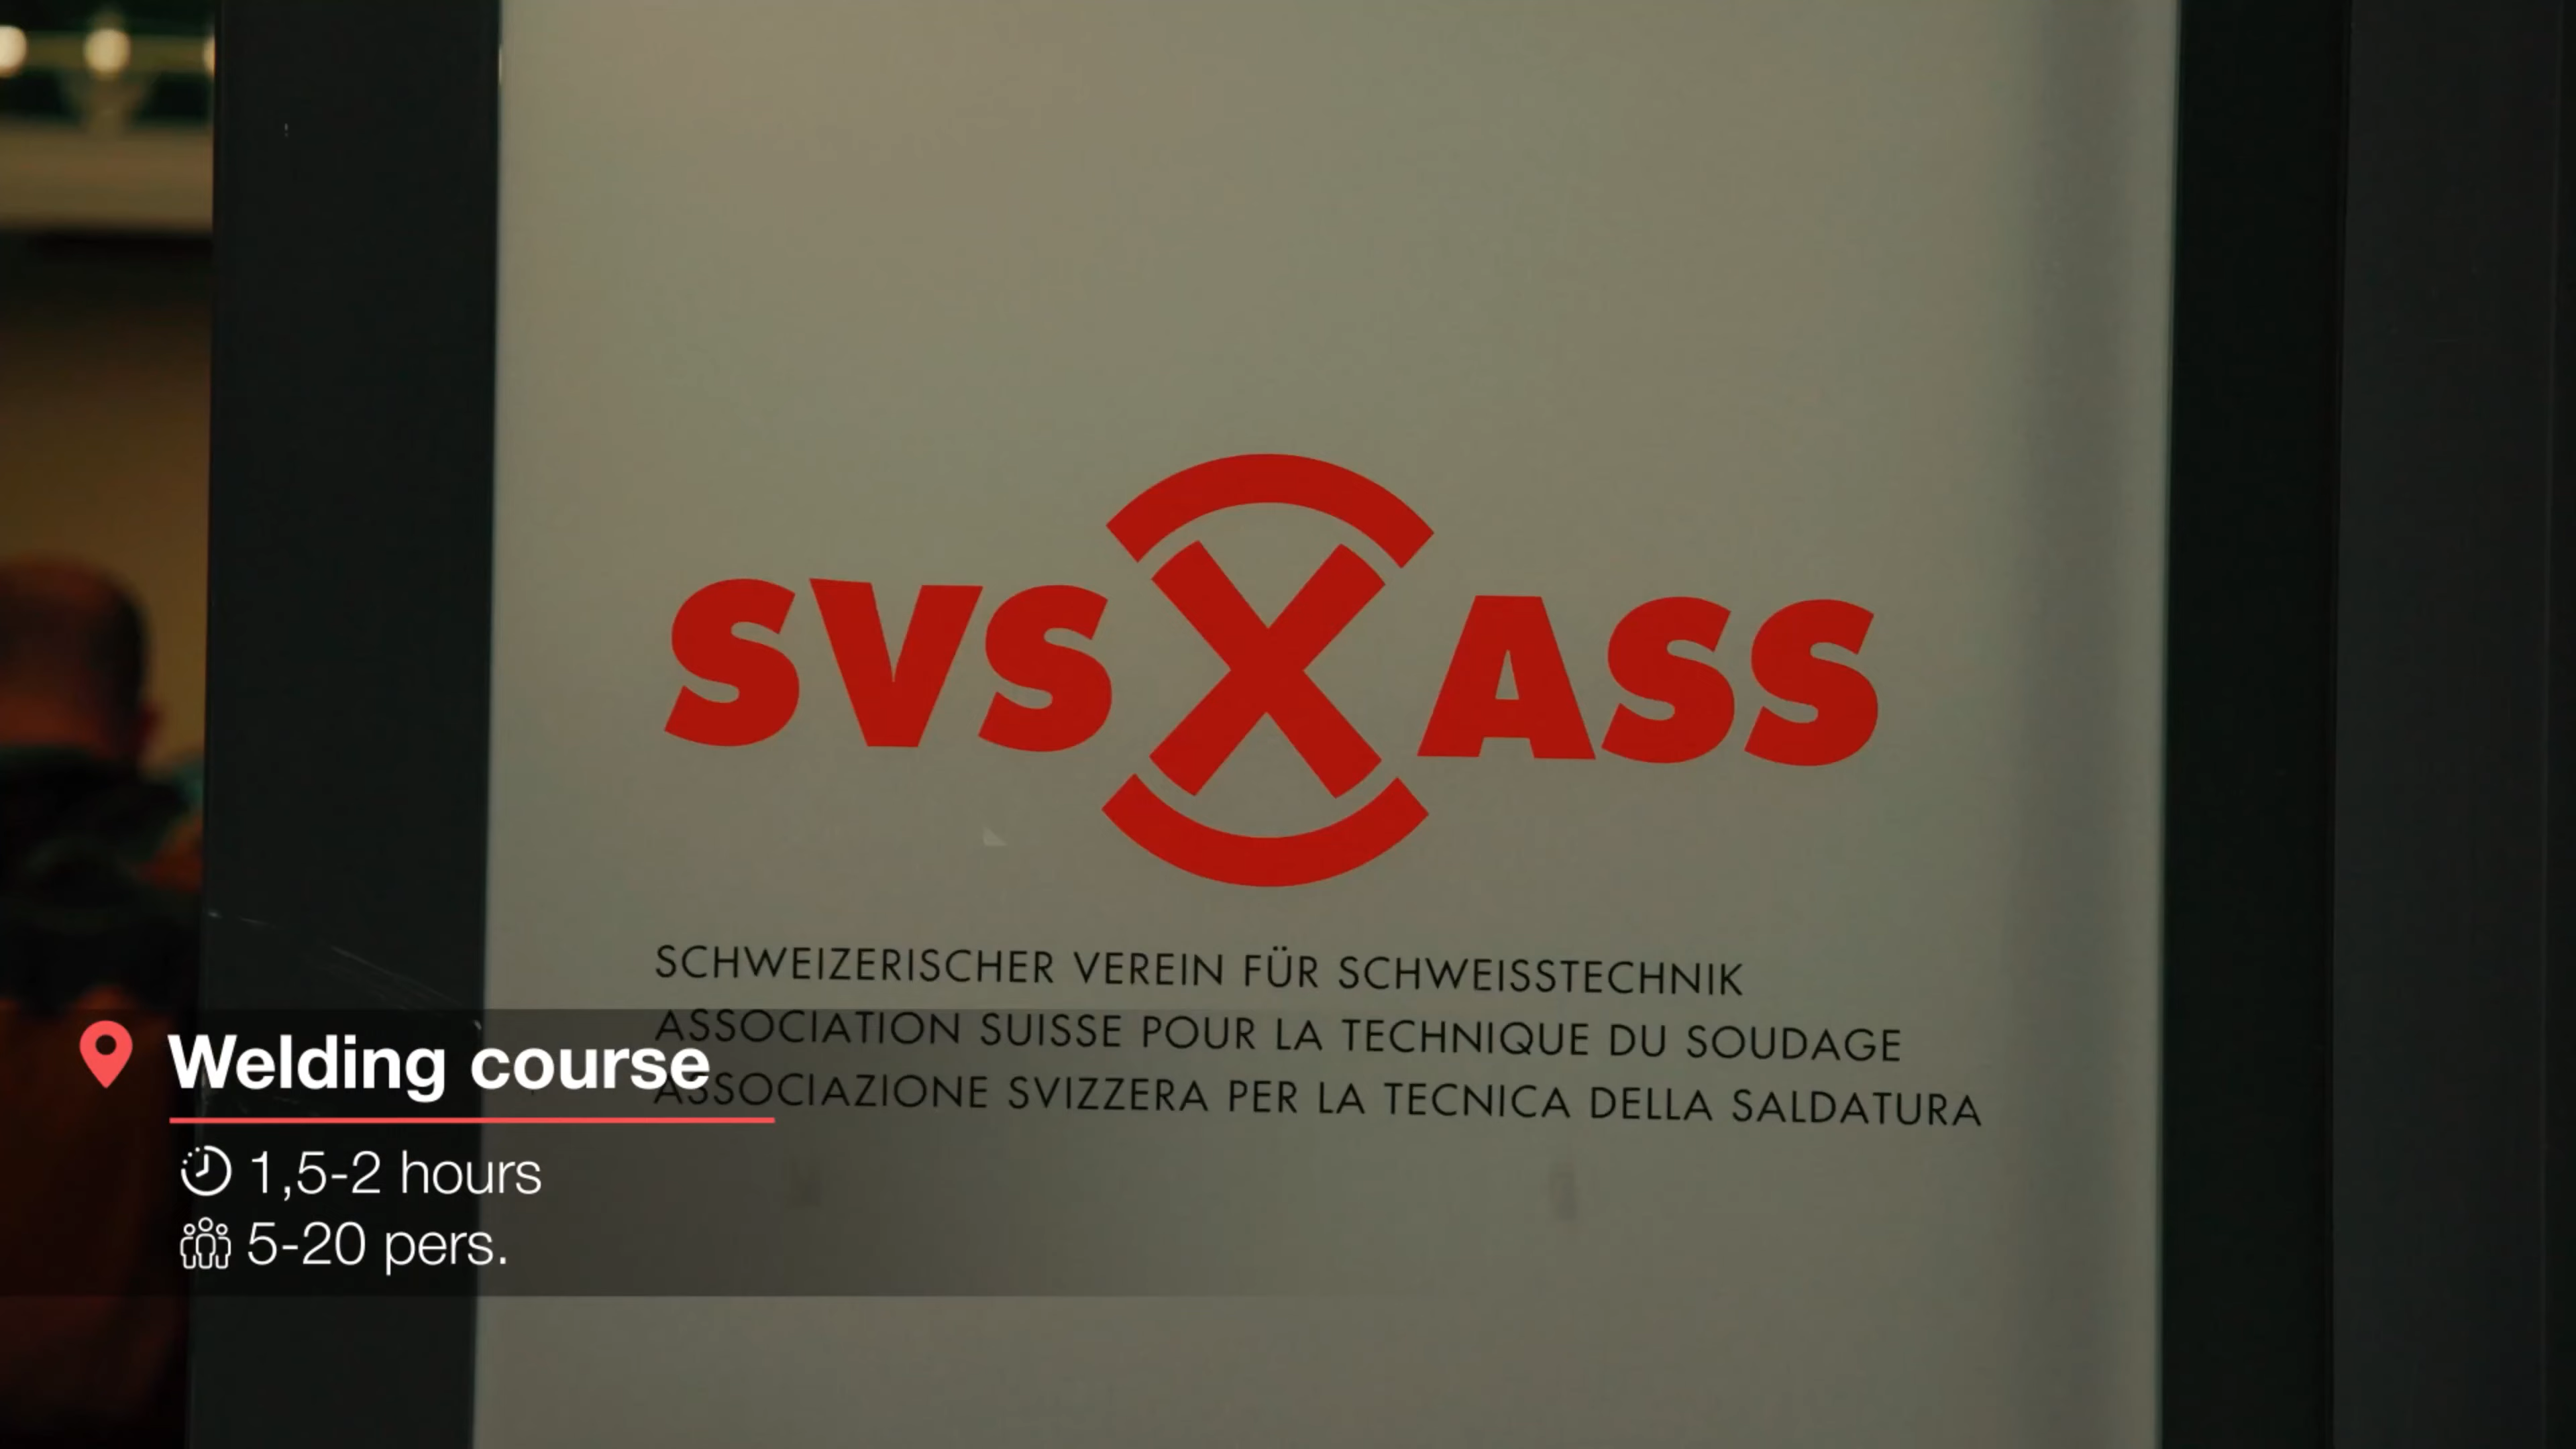 SVS ASS
SCHWEIZERISCHER VEREIN FÜR SCHWEISSTECHNIK
ASSOCIATION SUISSE POUR LA TECHNIQUE DU SOUDAGE
ASSOCIAZIONE SVIZZERA PER LA TECNICA DELLA SALDATURA
Welding course
1,5-2 hours
5-20 pers.